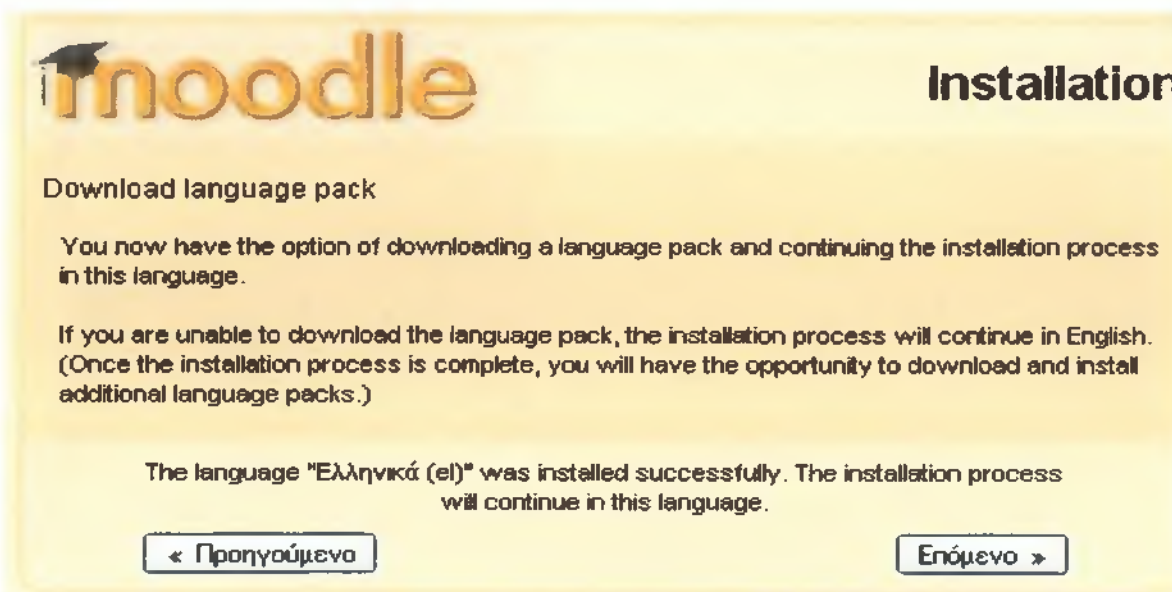 moodle
Installation
Download language pack
You now have the option of downloading a language pack and continuing the installation process
in this language.
If you are unable to download the language pack, the installation process will continue in English.
(Once the installation process is complete, you will have the opportunity to download and install
additional language packs.)
The language "Ελληνικά (el)" was installed successfully. The installation process
will continue in this language.
« Προηγούμενο
Επόμενο »